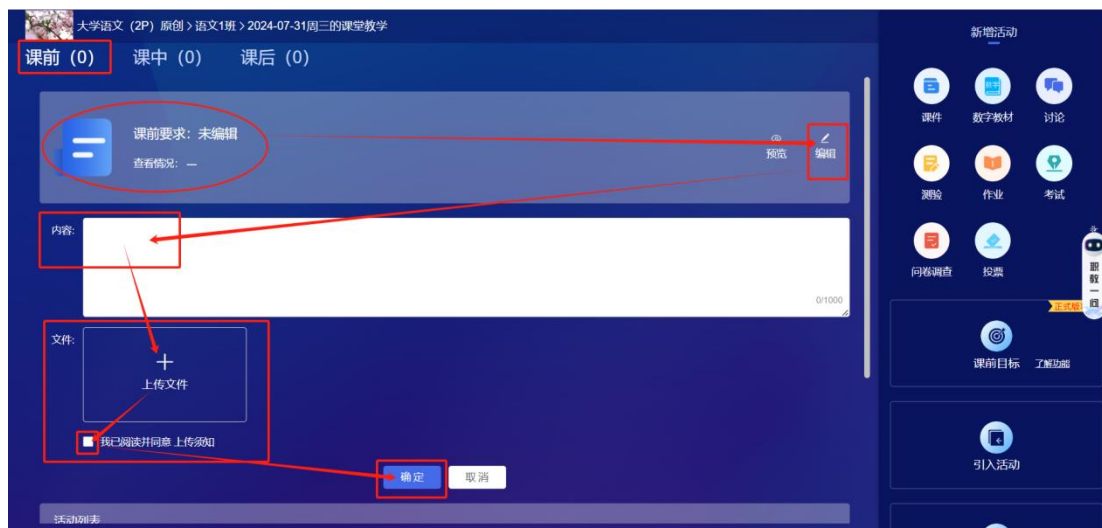 大学语文（2P）原创 > 语文1班 > 2024-07-31周三的课堂教学
课前（0） 课中（0） 课后（0）
课前要求：未编辑
查看情况：—
预览 编辑
内容:
0/1000
文件:
上传文件
我已阅读并同意 上传须知
确定 取消
活动列表
新增活动
课件 数字教材 讨论
测验 作业 考试
问卷调查 投票
职教一问
正式版
课前目标 了解功能
引入活动